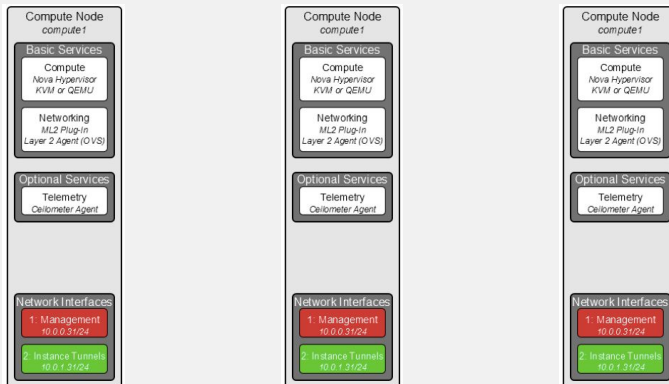 Compute Node
compute1
Basic Services
Compute
Nova Hypervisor
KVM or QEMU
Networking
ML2 Plug-In
Layer 2 Agent (OVS)
Optional Services
Telemetry
Ceilometer Agent
Network Interfaces
1: Management
10.0.0.31/24
2: Instance Tunnels
10.0.1.31/24
Compute Node
compute1
Basic Services
Compute
Nova Hypervisor
KVM or QEMU
Networking
ML2 Plug-In
Layer 2 Agent (OVS)
Optional Services
Telemetry
Ceilometer Agent
Network Interfaces
1: Management
10.0.0.31/24
2: Instance Tunnels
10.0.1.31/24
Compute Node
compute1
Basic Services
Compute
Nova Hypervisor
KVM or QEMU
Networking
ML2 Plug-In
Layer 2 Agent (OVS)
Optional Services
Telemetry
Ceilometer Agent
Network Interfaces
1: Management
10.0.0.31/24
2: Instance Tunnels
10.0.1.31/24